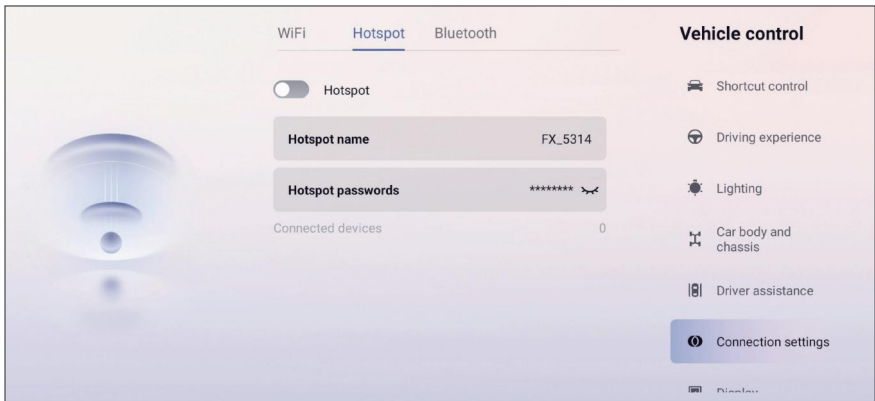 WiFi Hotspot Bluetooth
Hotspot
Hotspot name FX_5314
Hotspot passwords ********
Connected devices 0
Vehicle control
Shortcut control
Driving experience
Lighting
Car body and
chassis
Driver assistance
Connection settings
Display